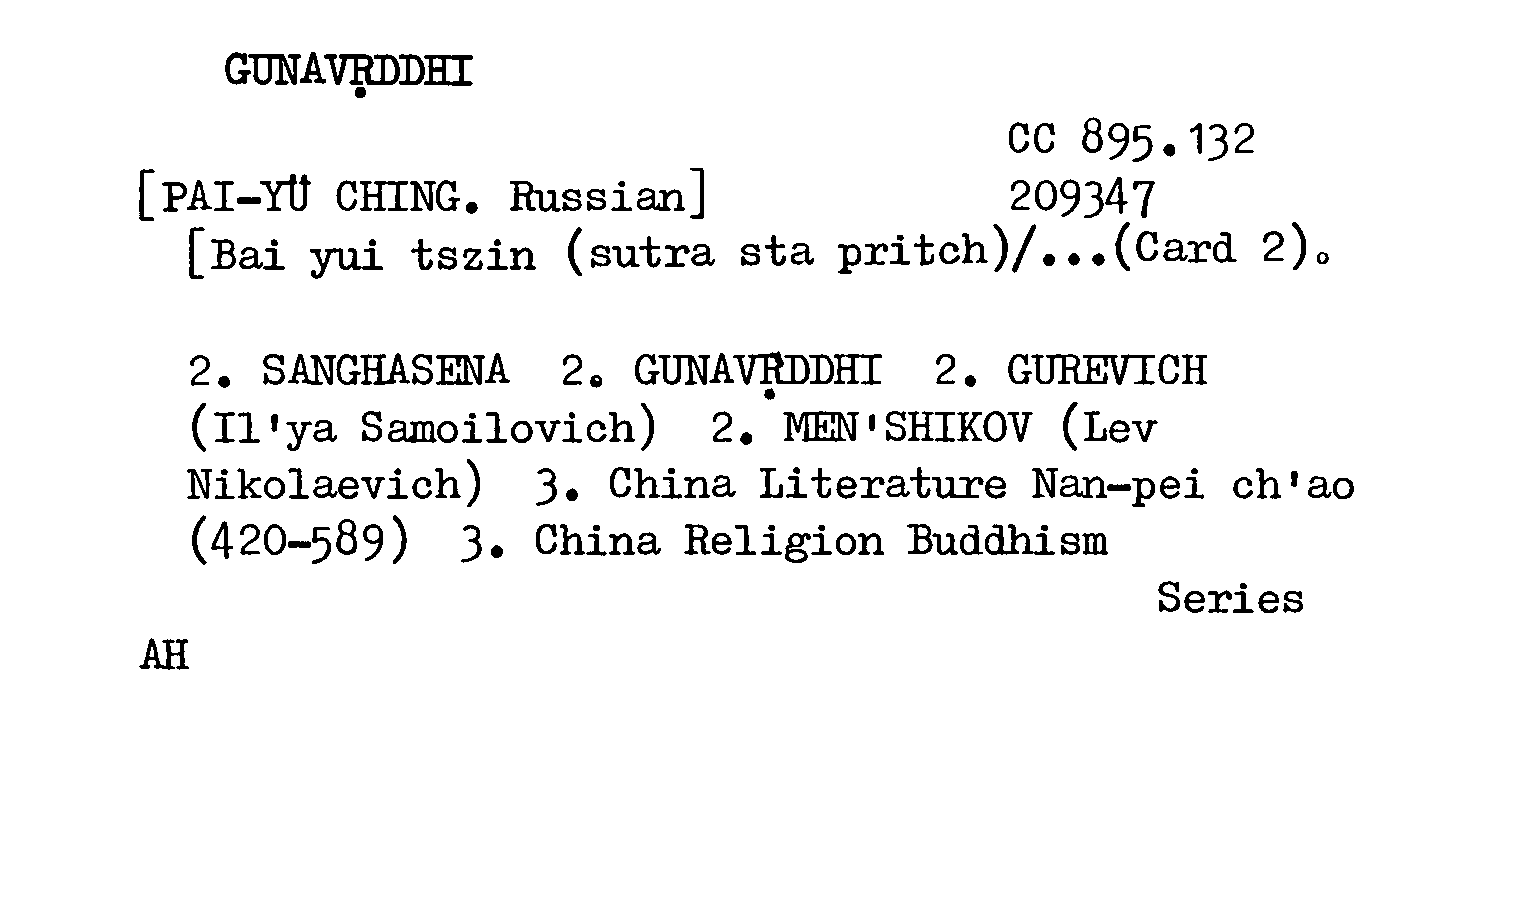 GUNAVṚDDHI
CC 895.132
[PAI-YÜ CHING. Russian] 209347
[Bai yui tszin (sutra sta pritch)/...(Card 2).
2. SANGHASENA 2. GUNAVṚDDHI 2. GUREVICH
(Il'ya Samoilovich) 2. MEN'SHIKOV (Lev
Nikolaevich) 3. China Literature Nan-pei ch'ao
(420-589) 3. China Religion Buddhism
Series
AH